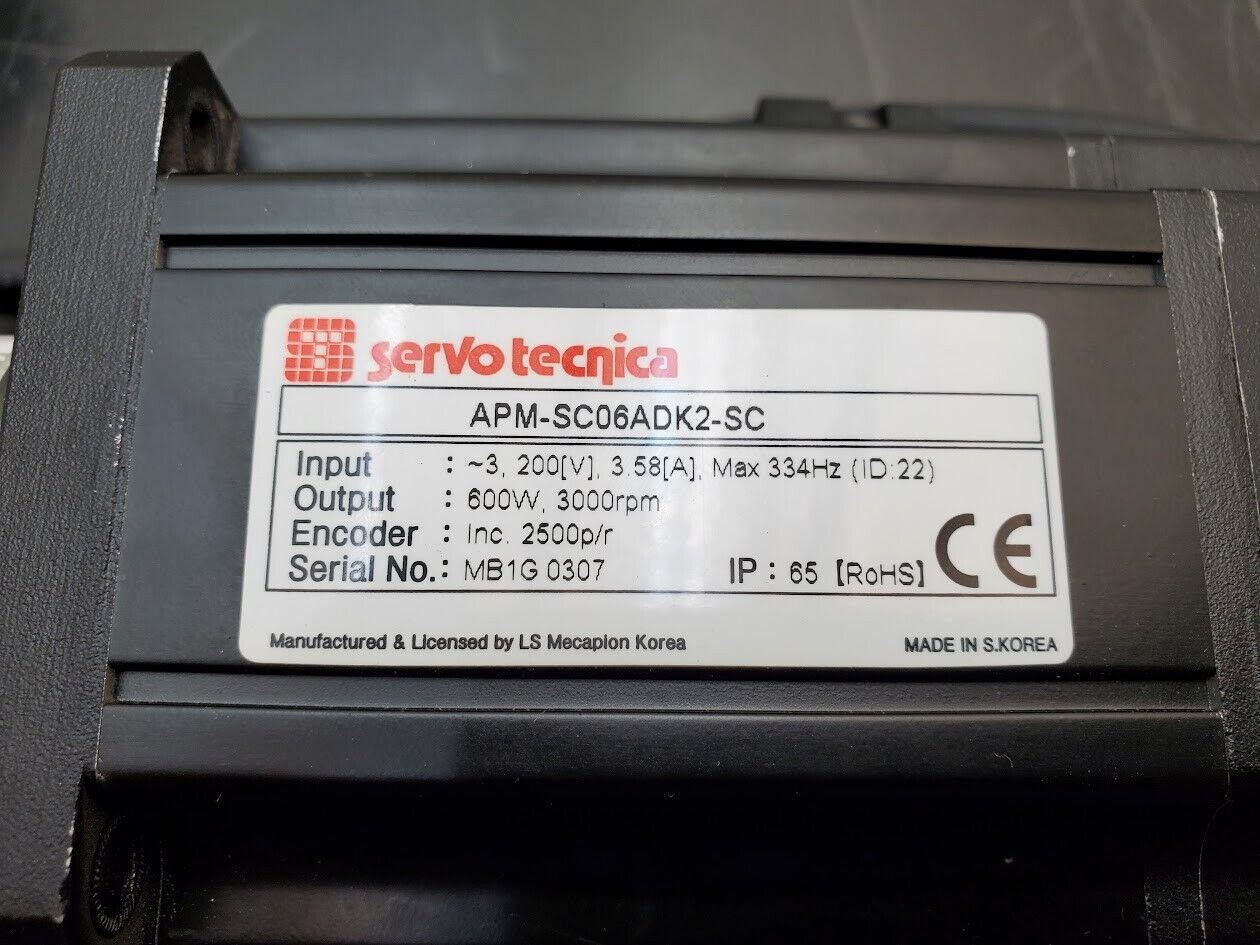 servo tecnica
APM-SC06ADK2-SC
Input : ~3, 200[V], 3.58[A], Max 334Hz (ID:22)
Output : 600W, 3000rpm
Encoder : Inc. 2500p/r
Serial No.: MB1G 0307 IP : 65 【RoHS】 CE
Manufactured & Licensed by LS Mecapion Korea MADE IN S.KOREA